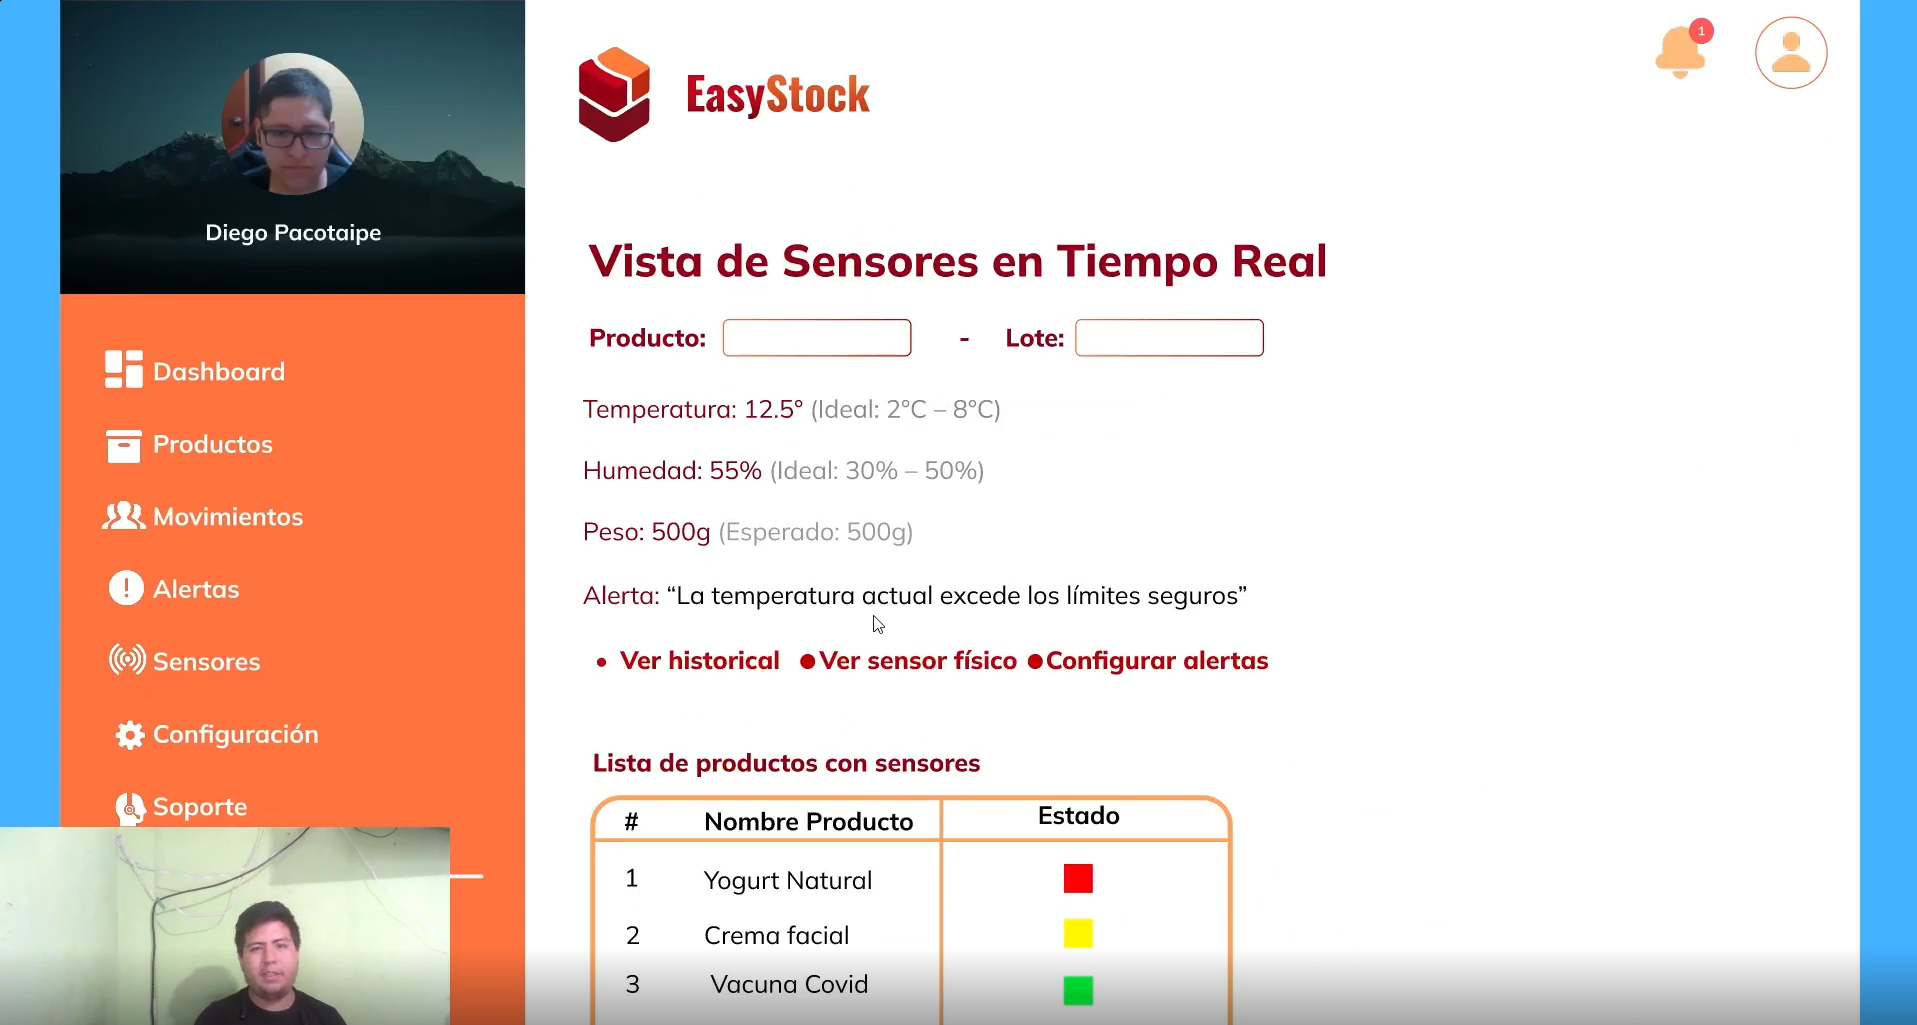 1
EasyStock
Diego Pacotaipe
Vista de Sensores en Tiempo Real
Producto: - Lote:
Dashboard
Temperatura: 12.5° (Ideal: 2°C – 8°C)
Productos
Humedad: 55% (Ideal: 30% – 50%)
Movimientos
Peso: 500g (Esperado: 500g)
Alertas
Alerta: “La temperatura actual excede los límites seguros”
Sensores
• Ver historical ●Ver sensor físico ●Configurar alertas
Configuración
Lista de productos con sensores
Soporte
# Nombre Producto Estado
1 Yogurt Natural
2 Crema facial
3 Vacuna Covid